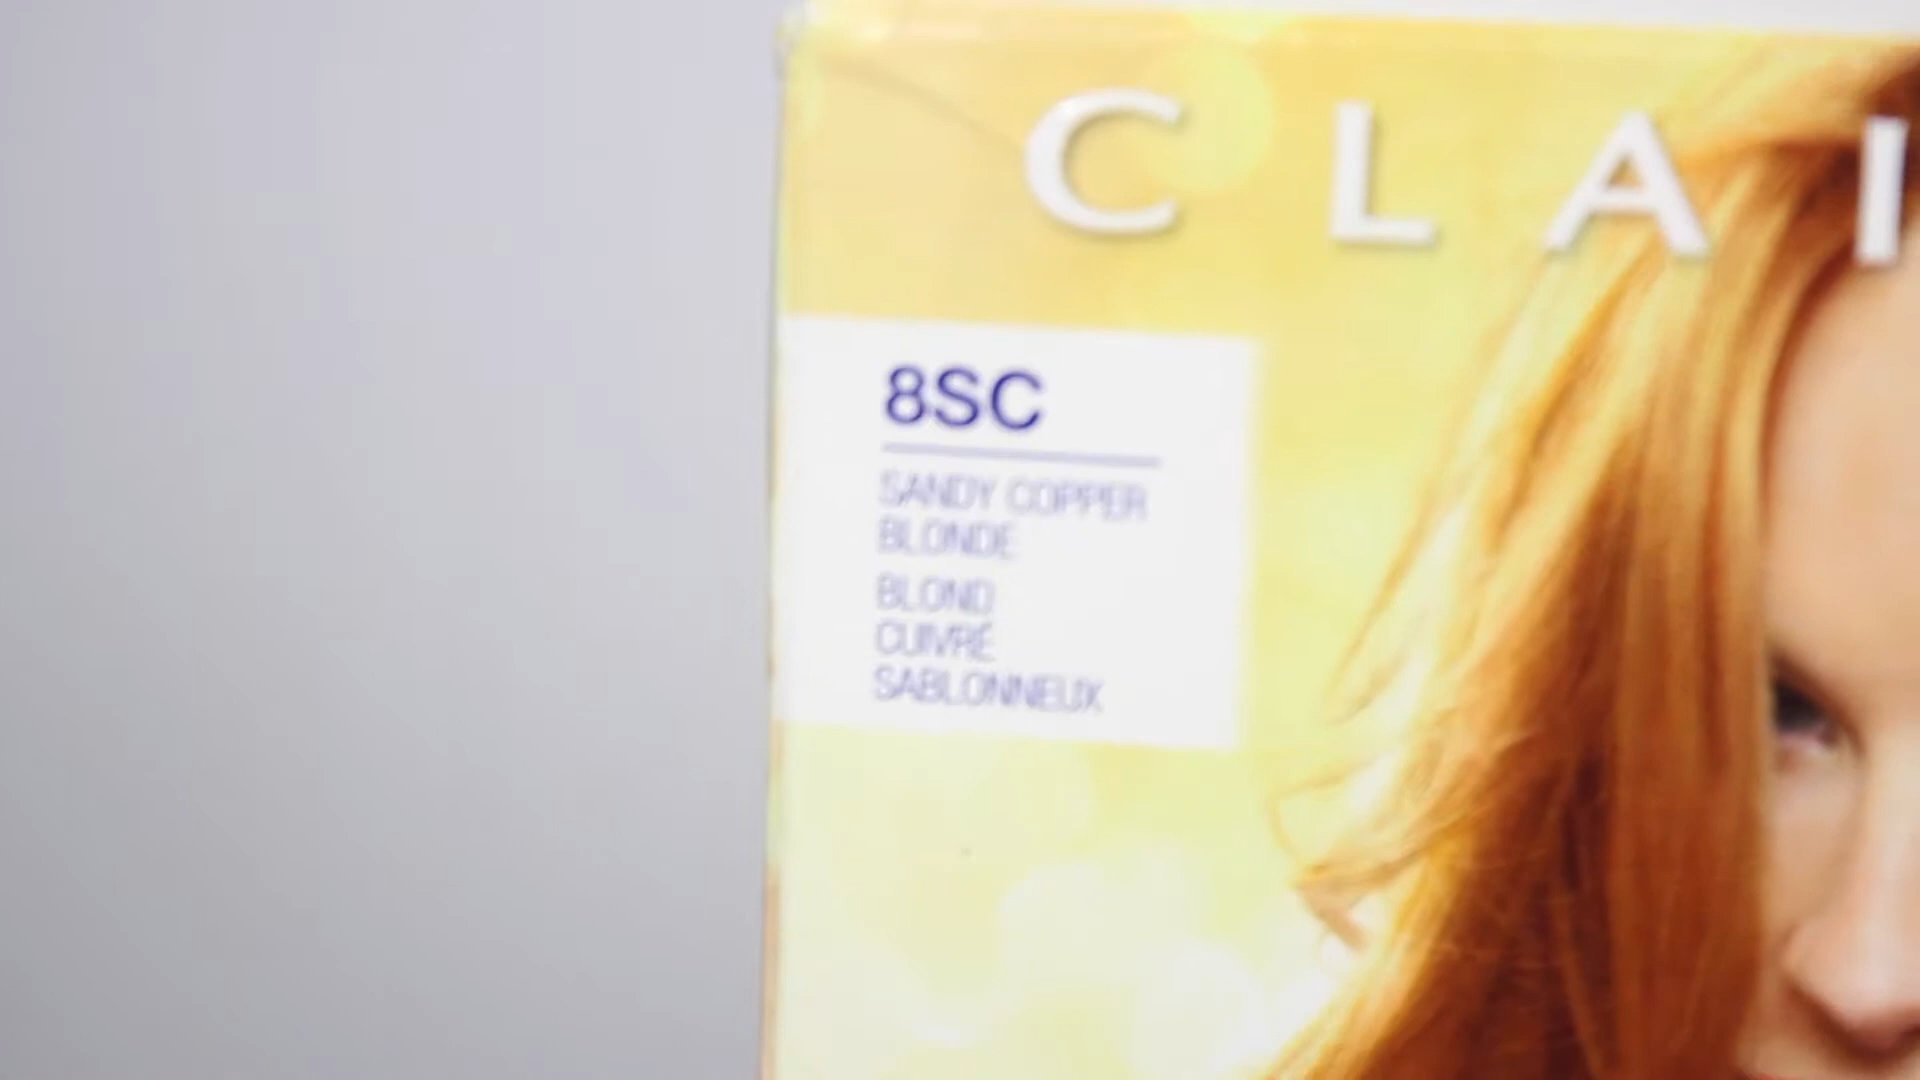 CLAI
8SC
SANDY COPPER
BLONDE
BLOND
CUIVRÉ
SABLONNEUX